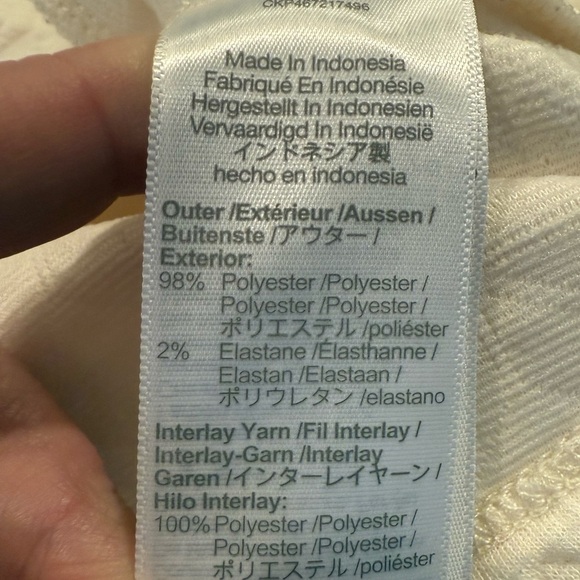 CKP467217496
Made In Indonesia
Fabriqué En Indonésie
Hergestellt In Indonesien
Vervaardigd In Indonesië
インドネシア製
hecho en indonesia
Outer /Extérieur /Aussen /
Buitenste /アウター /
Exterior:
98% Polyester /Polyester /
Polyester /Polyester /
ポリエステル /poliéster
2% Elastane /Élasthanne /
Elastan /Elastaan /
ポリウレタン /elastano
Interlay Yarn /Fil Interlay /
Interlay-Garn /Interlay
Garen /インターレイヤーン /
Hilo Interlay:
100% Polyester /Polyester /
Polyester /Polyester /
ポリエステル /poliéster